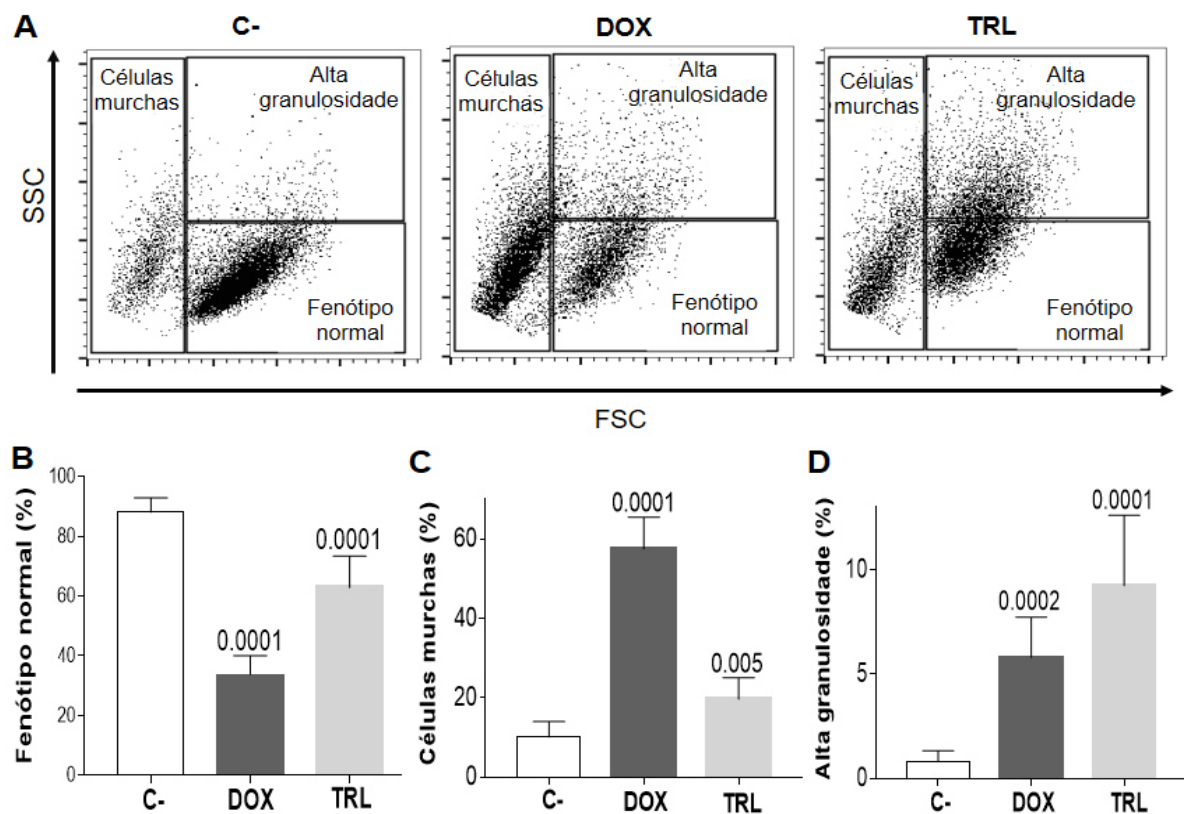 A
C-
DOX
TRL
SSC
Células
murchas
Alta
granulosidade
Fenótipo
normal
Células
murchas
Alta
granulosidade
Fenótipo
normal
Células
murchas
Alta
granulosidade
Fenótipo
normal
FSC
B
Fenótipo normal (%)
100
80
60
40
20
0
0.0001
0.0001
C-
DOX
TRL
C
Células murchas (%)
60
40
20
0
0.0001
0.005
C-
DOX
TRL
D
Alta granulosidade (%)
10
5
0
0.0002
0.0001
C-
DOX
TRL